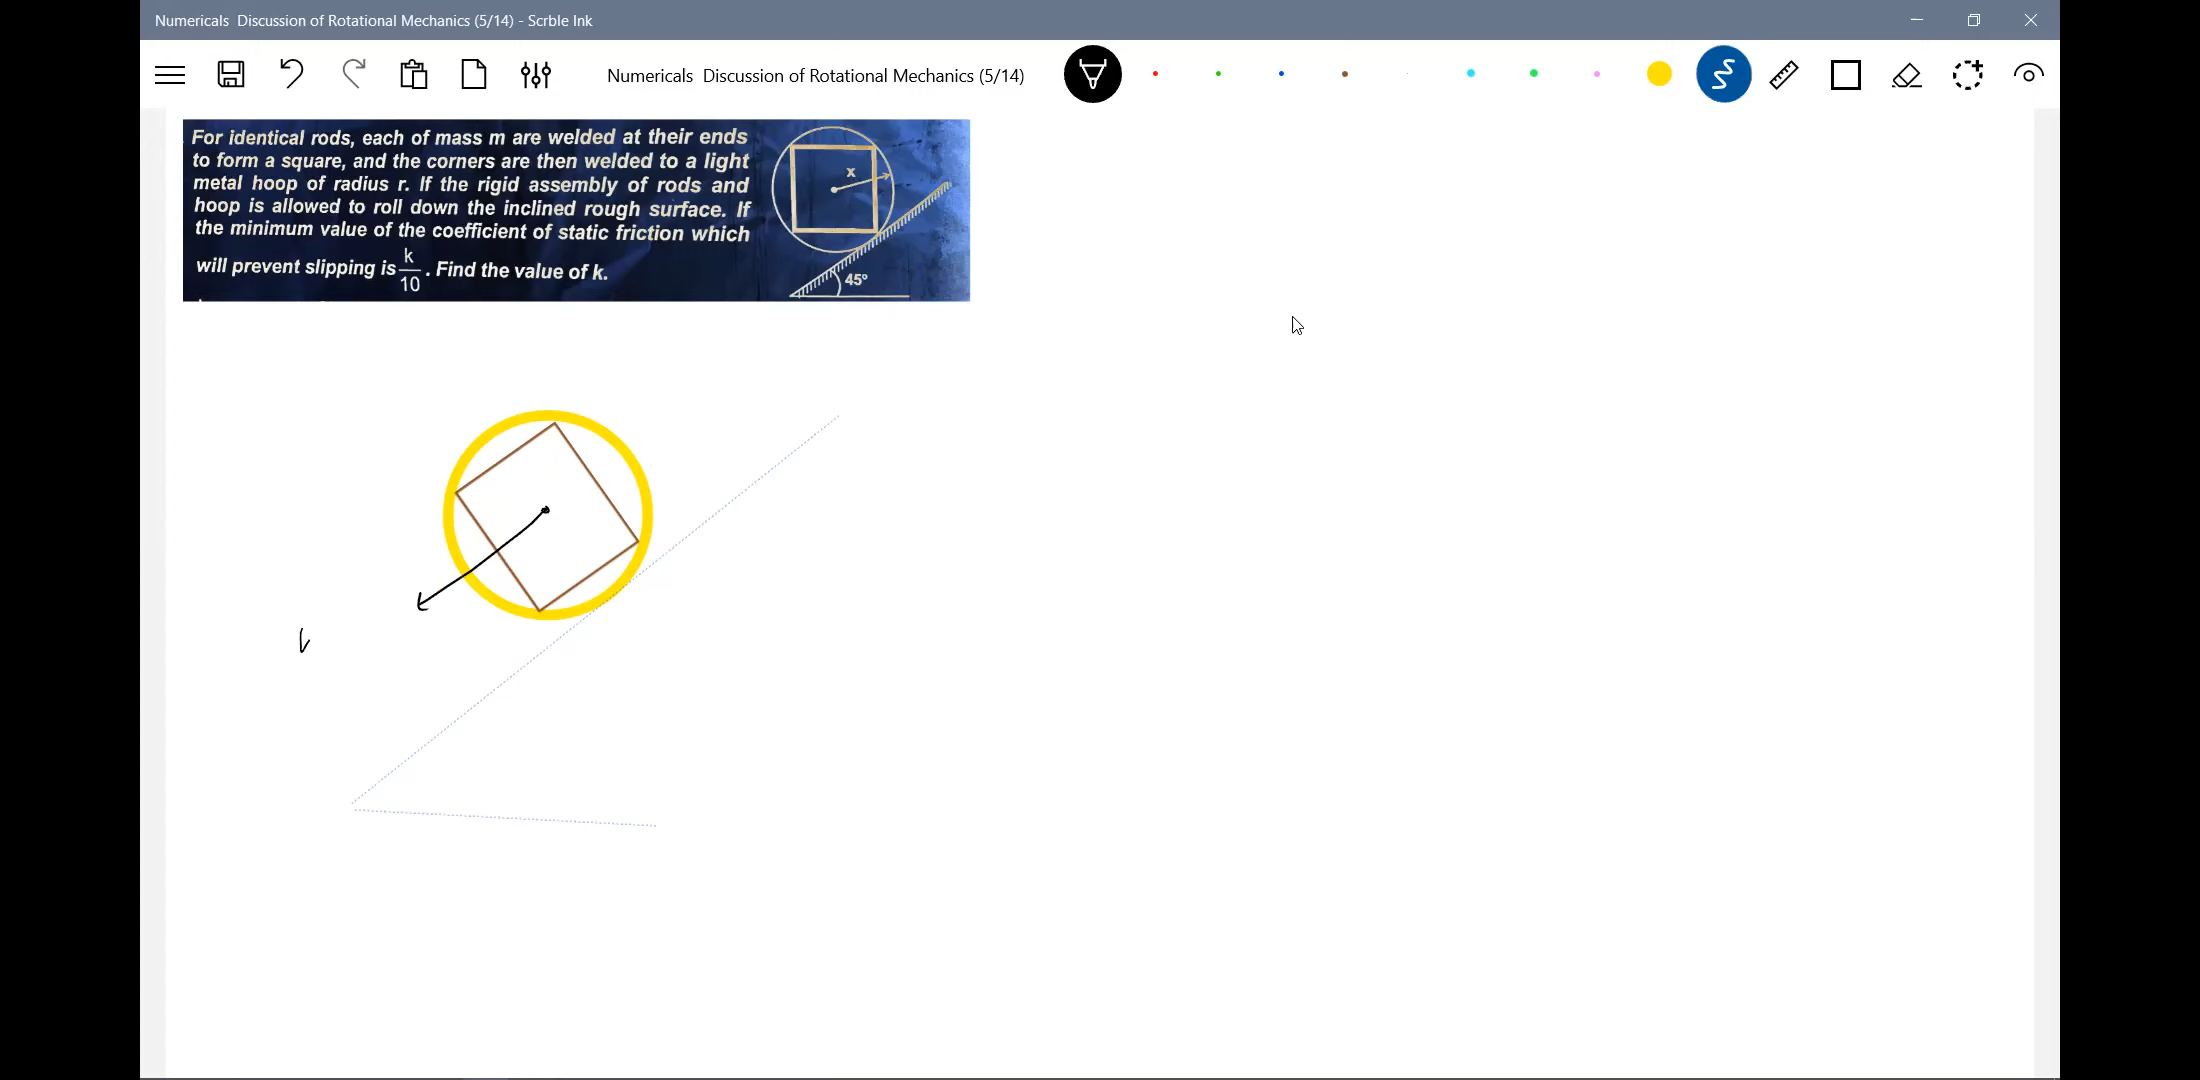 Numericals  Discussion of Rotational Mechanics (5/14) - Scrble Ink
Numericals  Discussion of Rotational Mechanics (5/14)
For identical rods, each of mass m are welded at their ends
to form a square, and the corners are then welded to a light
metal hoop of radius r. If the rigid assembly of rods and
hoop is allowed to roll down the inclined rough surface. If
the minimum value of the coefficient of static friction which
will prevent slipping is k/10 . Find the value of k.
x
45°